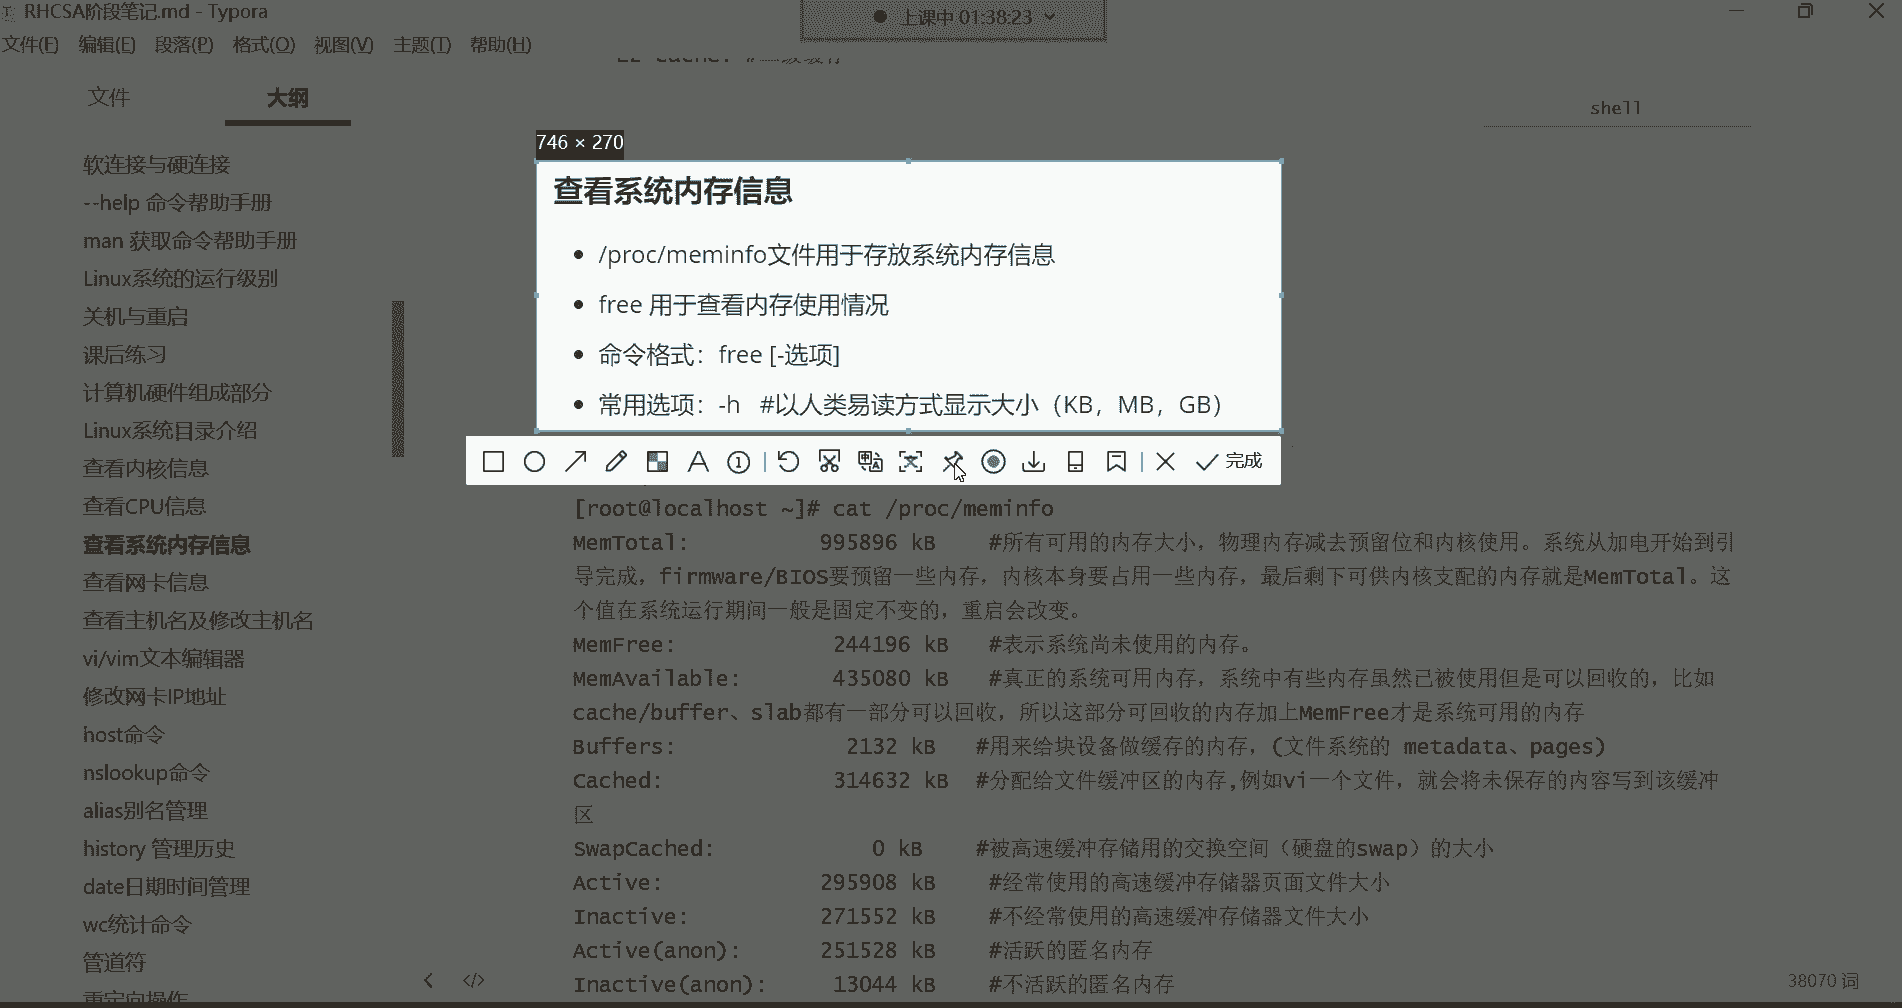 RHCSA阶段笔记.md - Typora
上课中 01:38:23
文件(F) 编辑(E) 段落(P) 格式(O) 视图(V) 主题(T) 帮助(H)
文件
大纲
软连接与硬连接
--help 命令帮助手册
man 获取命令帮助手册
Linux系统的运行级别
关机与重启
课后练习
计算机硬件组成部分
Linux系统目录介绍
查看内核信息
查看CPU信息
查看系统内存信息
查看网卡信息
查看主机名及修改主机名
vi/vim文本编辑器
修改网卡IP地址
host命令
nslookup命令
alias别名管理
history 管理历史
date日期时间管理
wc统计命令
管道符
重定向操作
shell
746 × 270
查看系统内存信息
/proc/meminfo文件用于存放系统内存信息
free 用于查看内存使用情况
命令格式：free [-选项]
常用选项：-h #以人类易读方式显示大小（KB，MB，GB）
完成
[root@localhost ~]# cat /proc/meminfo
MemTotal: 995896 kB #所有可用的内存大小，物理内存减去预留位和内核使用。系统从加电开始到引
导完成，firmware/BIOS要预留一些内存，内核本身要占用一些内存，最后剩下可供内核支配的内存就是MemTotal。这
个值在系统运行期间一般是固定不变的，重启会改变。
MemFree: 244196 kB #表示系统尚未使用的内存。
MemAvailable: 435080 kB #真正的系统可用内存，系统中有些内存虽然已被使用但是可以回收的，比如
cache/buffer、slab都有一部分可以回收，所以这部分可回收的内存加上MemFree才是系统可用的内存
Buffers: 2132 kB #用来给块设备做缓存的内存，(文件系统的 metadata、pages)
Cached: 314632 kB #分配给文件缓冲区的内存,例如vi一个文件，就会将未保存的内容写到该缓冲
区
SwapCached: 0 kB #被高速缓冲存储用的交换空间（硬盘的swap）的大小
Active: 295908 kB #经常使用的高速缓冲存储器页面文件大小
Inactive: 271552 kB #不经常使用的高速缓冲存储器文件大小
Active(anon): 251528 kB #活跃的匿名内存
Inactive(anon): 13044 kB #不活跃的匿名内存
38070 词